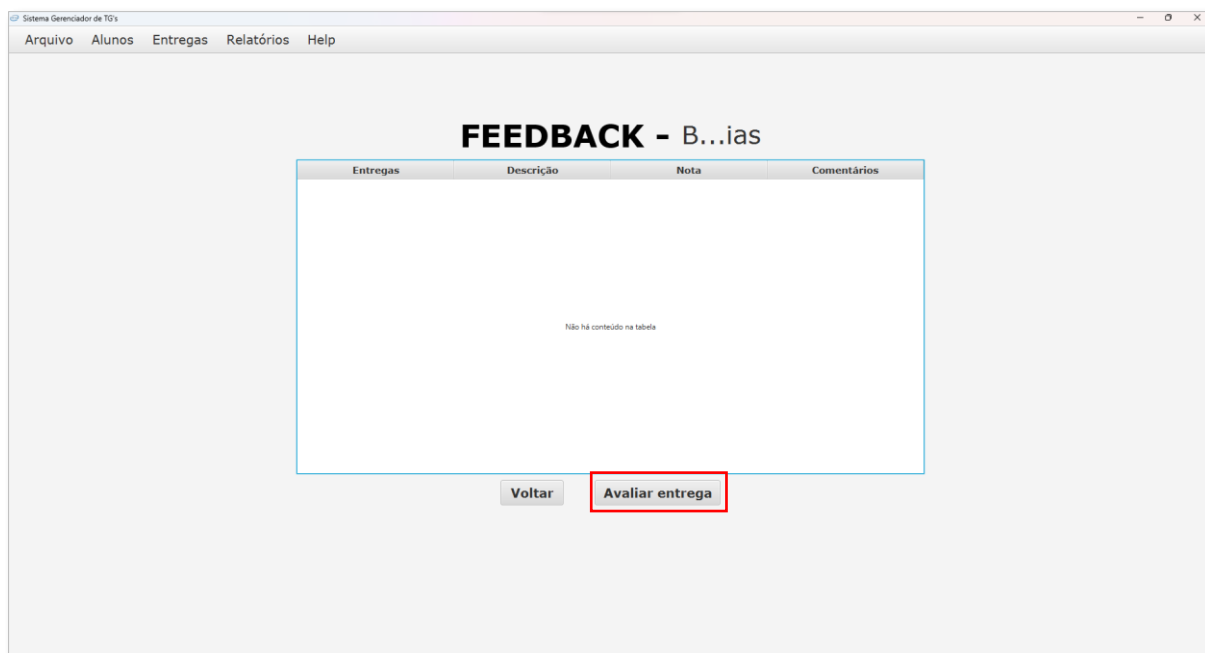 Sistema Gerenciador de TG's
Arquivo Alunos Entregas Relatórios Help
FEEDBACK - B...ias
Entregas Descrição Nota Comentários
Não há conteúdo na tabela
Voltar Avaliar entrega